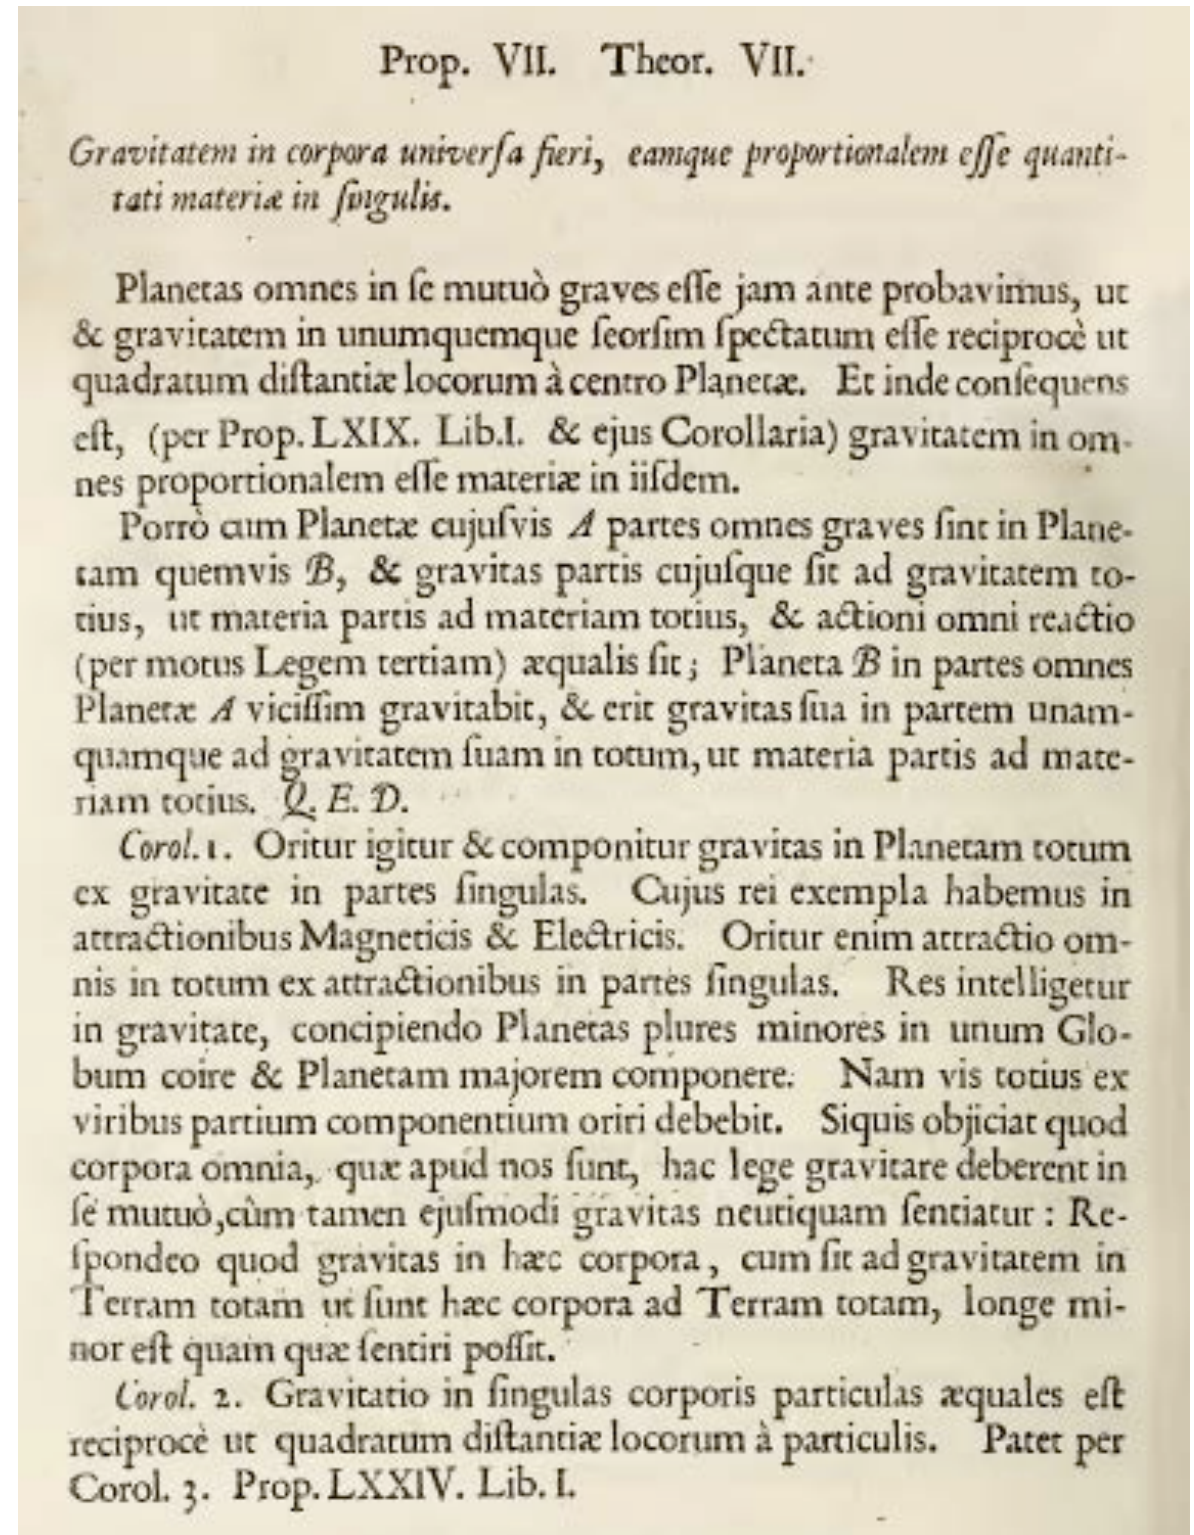 Prop. VII. Theor. VII.
Gravitatem in corpora universa fieri, eamque proportionalem esse quanti-
tati materiæ in singulis.
Planetas omnes in se mutuò graves esse jam ante probavimus, ut
& gravitatem in unumquemque seorsim spectatum esse reciprocè ut
quadratum distantiæ locorum à centro Planetæ. Et inde consequens
est, (per Prop. LXIX. Lib.I. & ejus Corollaria) gravitatem in om-
nes proportionalem esse materiæ in iisdem.
Porrò cum Planetæ cujusvis A partes omnes graves sint in Plane-
tam quemvis B, & gravitas partis cujusque sit ad gravitatem to-
tius, ut materia partis ad materiam totius, & actioni omni reactio
(per motus Legem tertiam) æqualis sit; Planeta B in partes omnes
Planetæ A vicissim gravitabit, & erit gravitas sua in partem unam-
quamque ad gravitatem suam in totum, ut materia partis ad mate-
riam totius. Q. E. D.
Corol. 1. Oritur igitur & componitur gravitas in Planetam totum
ex gravitate in partes singulas. Cujus rei exempla habemus in
attractionibus Magneticis & Electricis. Oritur enim attractio om-
nis in totum ex attractionibus in partes singulas. Res intelligetur
in gravitate, concipiendo Planetas plures minores in unum Glo-
bum coire & Planetam majorem componere. Nam vis totius ex
viribus partium componentium oriri debebit. Siquis objiciat quod
corpora omnia, quæ apud nos sunt, hac lege gravitare deberent in
se mutuò, cùm tamen ejusmodi gravitas neutiquam sentiatur: Re-
spondeo quod gravitas in hæc corpora, cum sit ad gravitatem in
Terram totam ut sunt hæc corpora ad Terram totam, longe mi-
nor est quam quæ sentiri possit.
Corol. 2. Gravitatio in singulas corporis particulas æquales est
reciprocè ut quadratum distantiæ locorum à particulis. Patet per
Corol. 3. Prop. LXXIV. Lib. I.